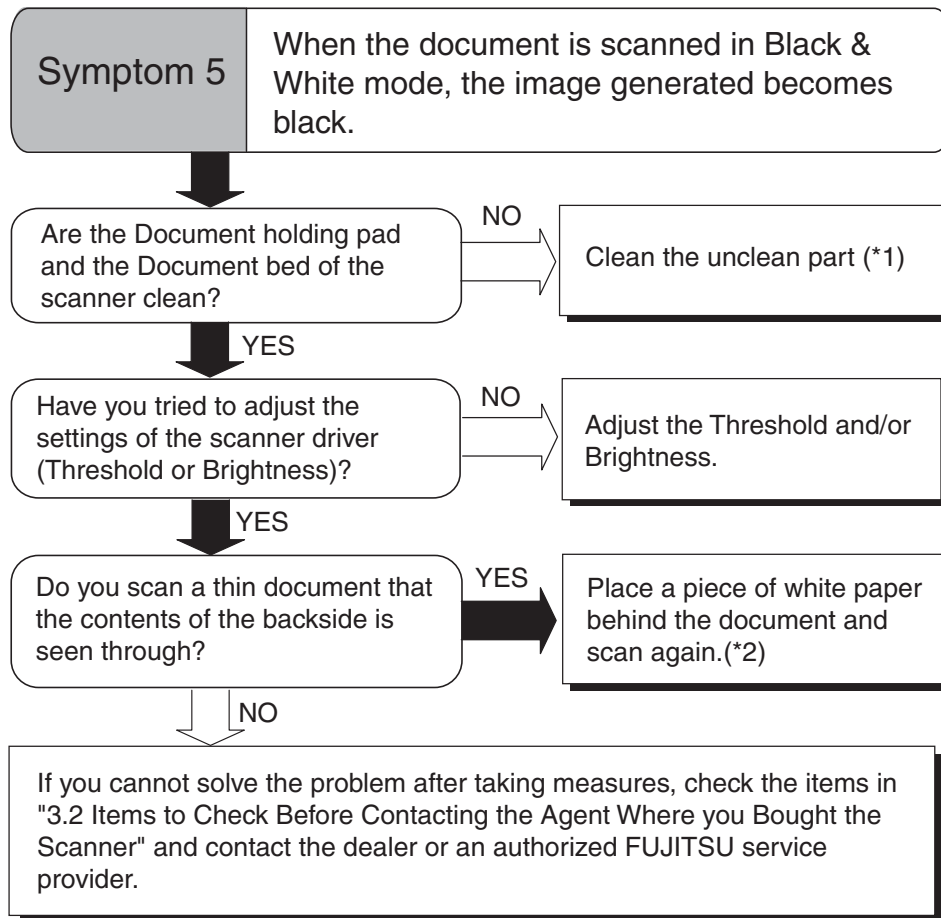 Symptom 5
When the document is scanned in Black &
White mode, the image generated becomes
black.
Are the Document holding pad
and the Document bed of the
scanner clean?
NO
Clean the unclean part (*1)
YES
Have you tried to adjust the
settings of the scanner driver
(Threshold or Brightness)?
NO
Adjust the Threshold and/or
Brightness.
YES
Do you scan a thin document that
the contents of the backside is
seen through?
YES
Place a piece of white paper
behind the document and
scan again.(*2)
NO
If you cannot solve the problem after taking measures, check the items in
"3.2 Items to Check Before Contacting the Agent Where you Bought the
Scanner" and contact the dealer or an authorized FUJITSU service
provider.